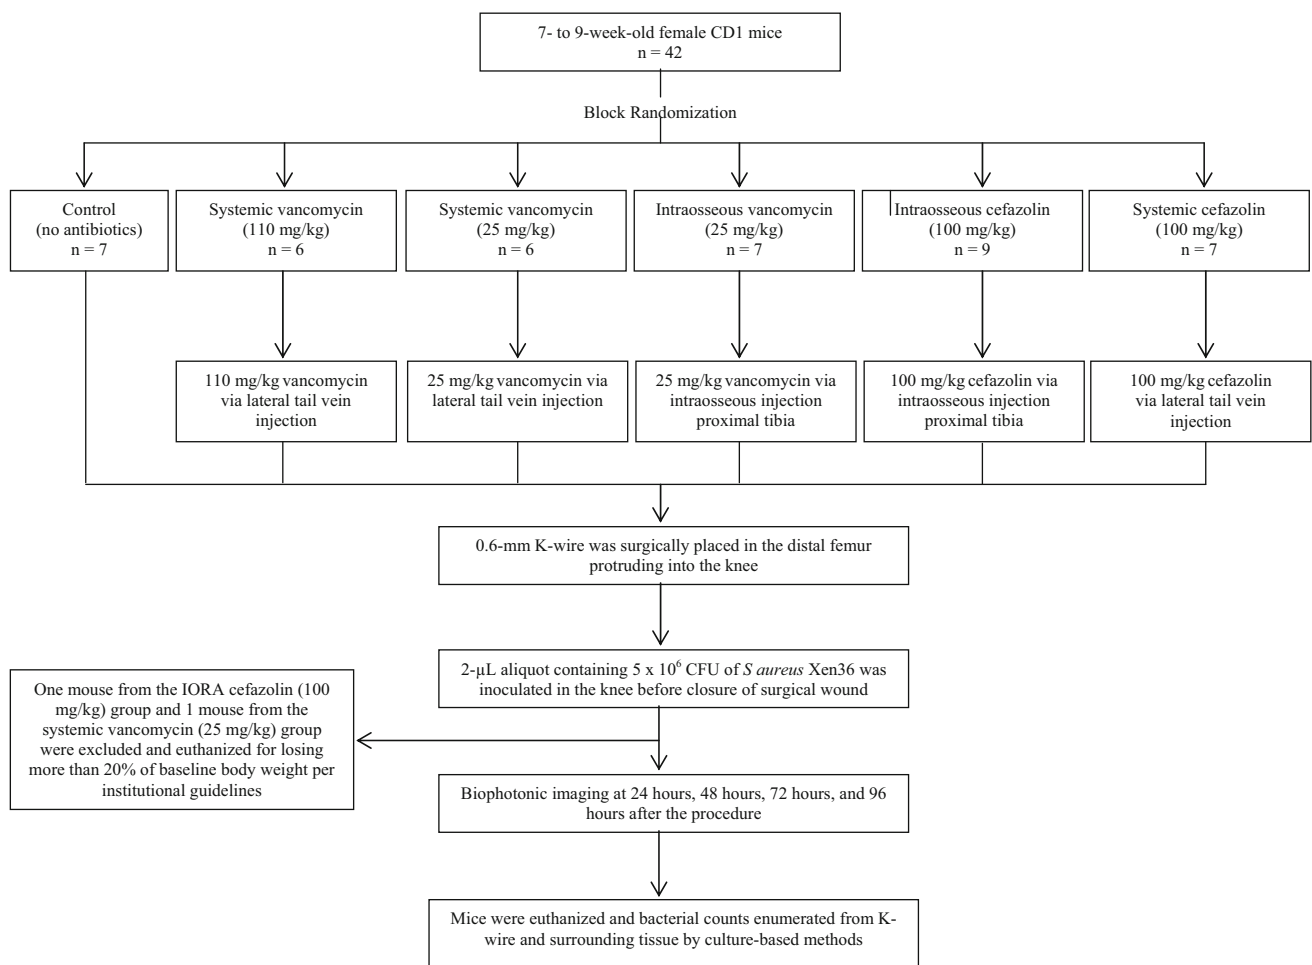 7- to 9-week-old female CD1 mice
n = 42
Block Randomization
Control
(no antibiotics)
n = 7
Systemic vancomycin
(110 mg/kg)
n = 6
Systemic vancomycin
(25 mg/kg)
n = 6
Intraosseous vancomycin
(25 mg/kg)
n = 7
Intraosseous cefazolin
(100 mg/kg)
n = 9
Systemic cefazolin
(100 mg/kg)
n = 7
110 mg/kg vancomycin
via lateral tail vein
injection
25 mg/kg vancomycin via
lateral tail vein injection
25 mg/kg vancomycin via
intraosseous injection
proximal tibia
100 mg/kg cefazolin via
intraosseous injection
proximal tibia
100 mg/kg cefazolin
via lateral tail vein
injection
0.6-mm K-wire was surgically placed in the distal femur
protruding into the knee
2-µL aliquot containing 5 x 10⁶ CFU of S aureus Xen36 was
inoculated in the knee before closure of surgical wound
One mouse from the IORA cefazolin (100
mg/kg) group and 1 mouse from the
systemic vancomycin (25 mg/kg) group
were excluded and euthanized for losing
more than 20% of baseline body weight per
institutional guidelines
Biophotonic imaging at 24 hours, 48 hours, 72 hours, and 96
hours after the procedure
Mice were euthanized and bacterial counts enumerated from K-
wire and surrounding tissue by culture-based methods